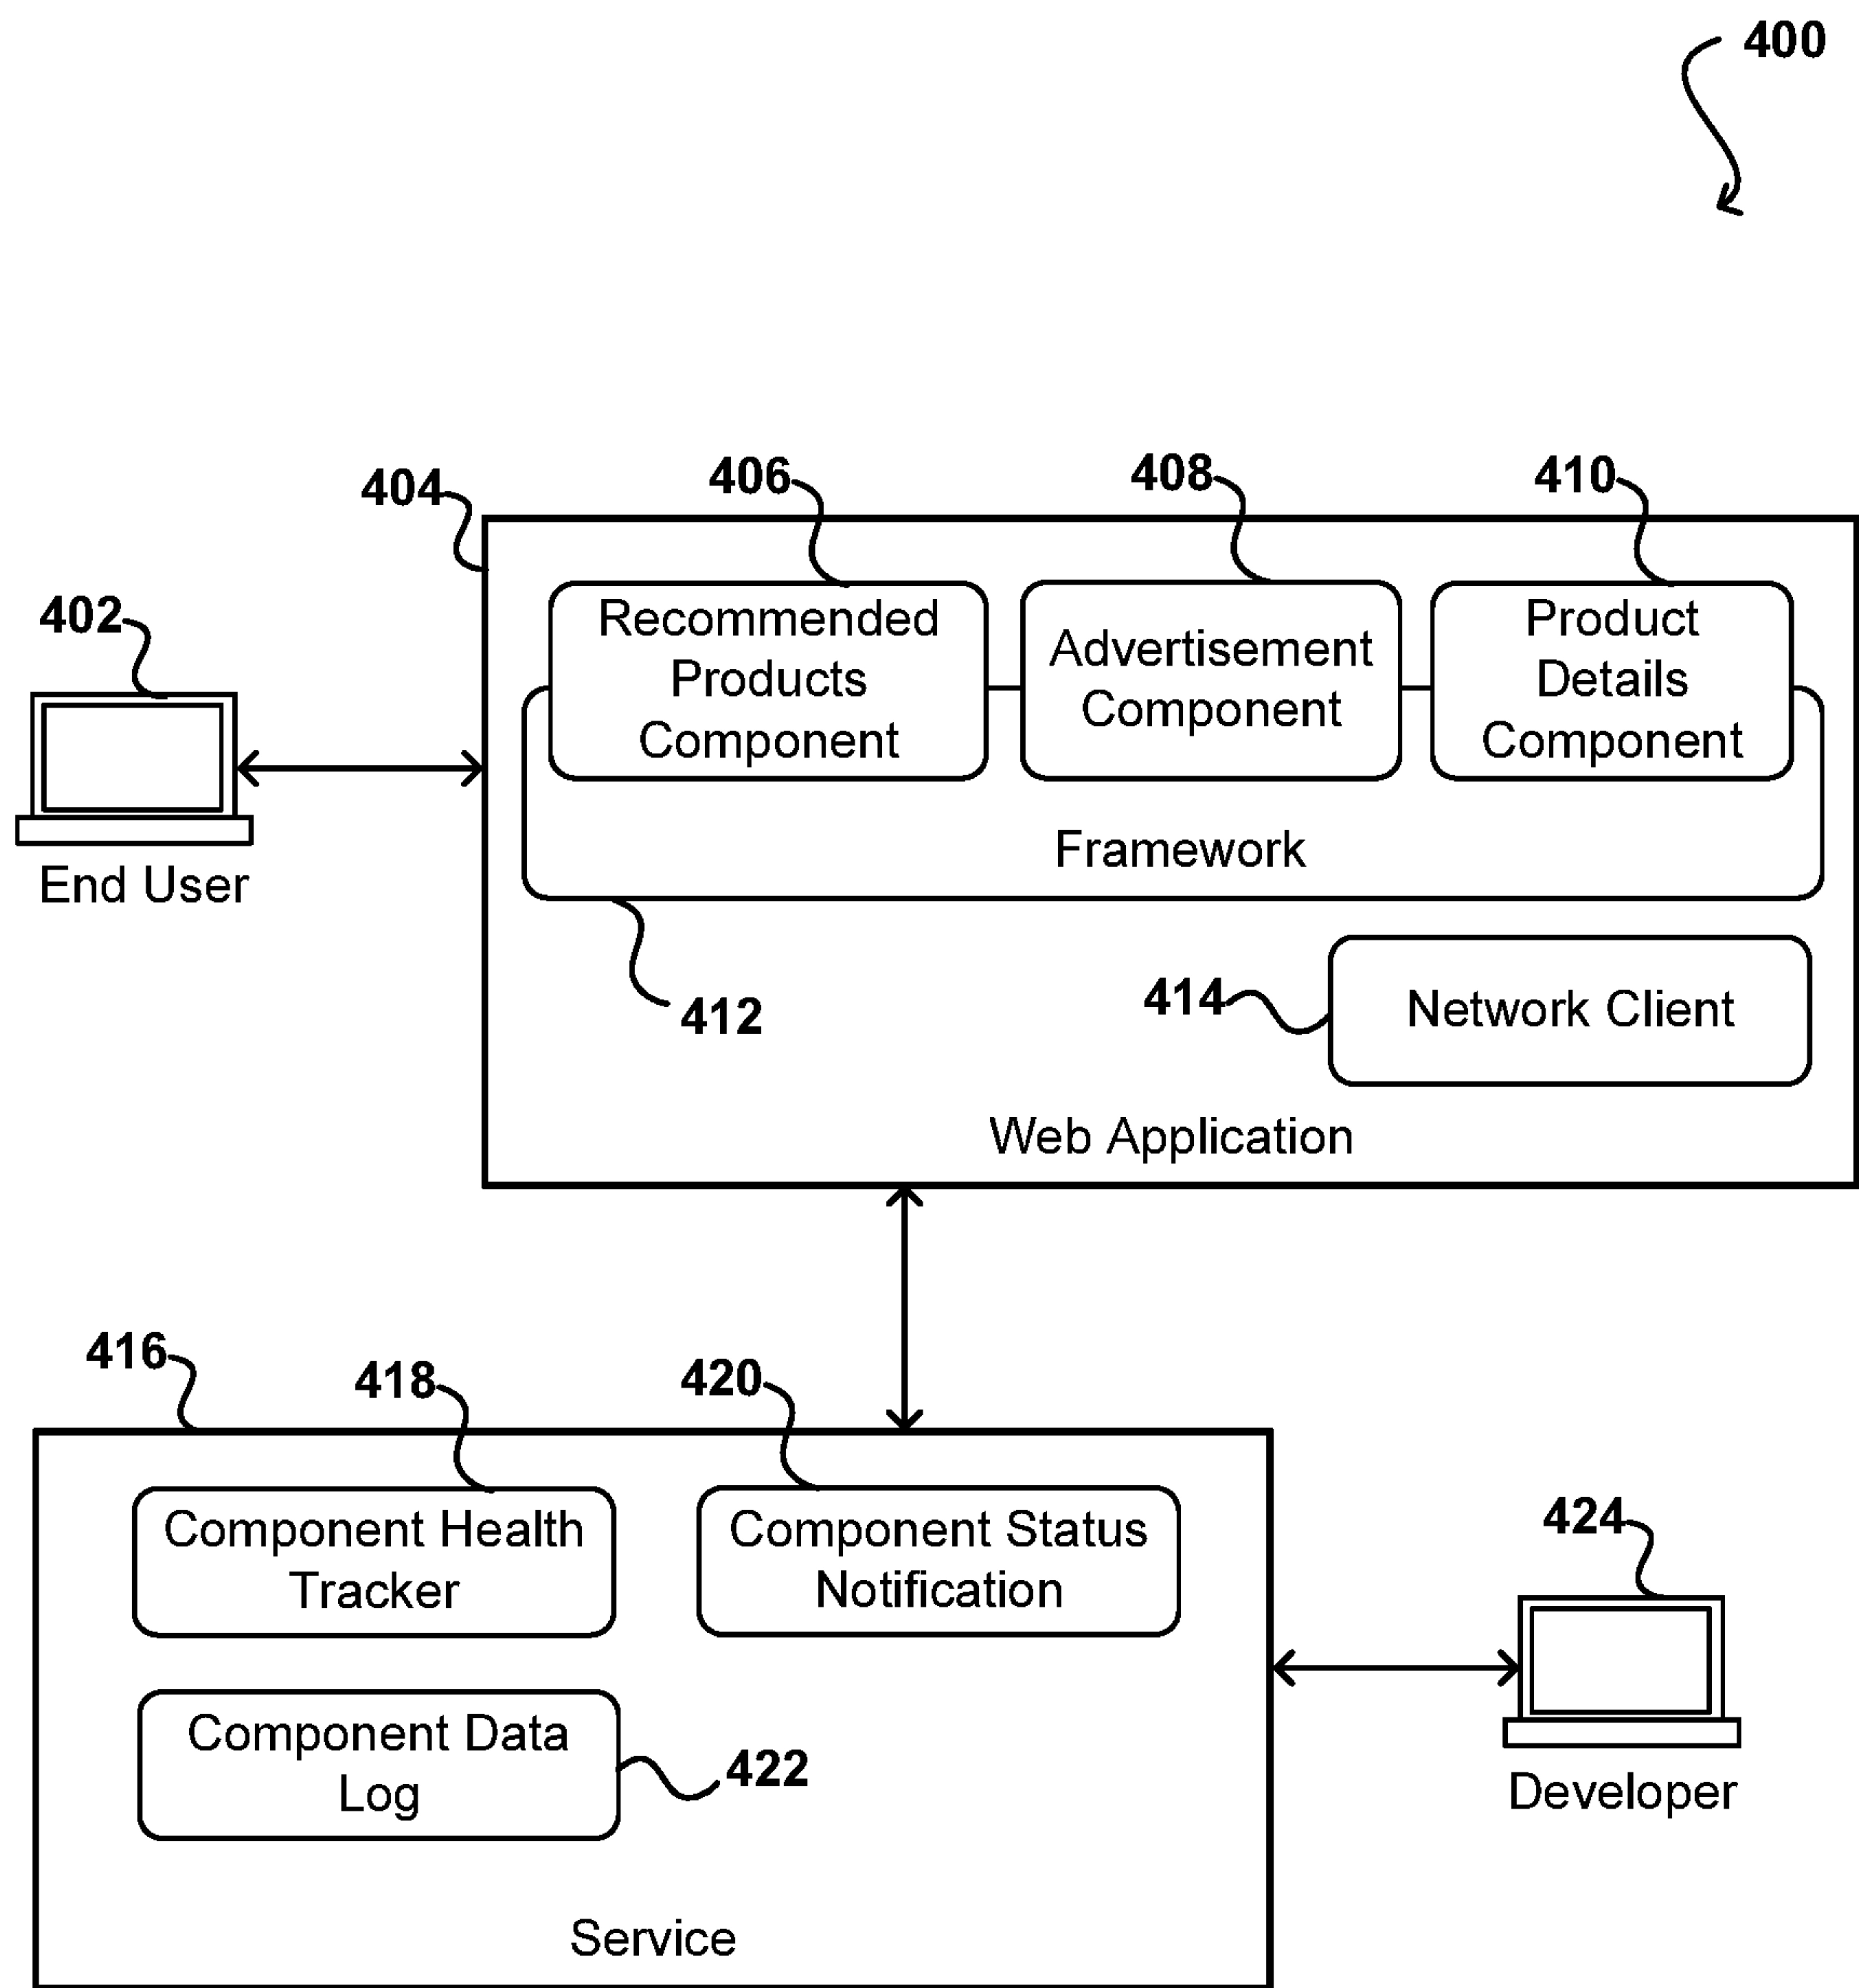 400
404
406
408
410
402
Recommended
Products
Component
Advertisement
Component
Product
Details
Component
Framework
End User
412
414
Network Client
Web Application
416
418
420
Component Health
Tracker
Component Status
Notification
424
Component Data
Log
422
Developer
Service